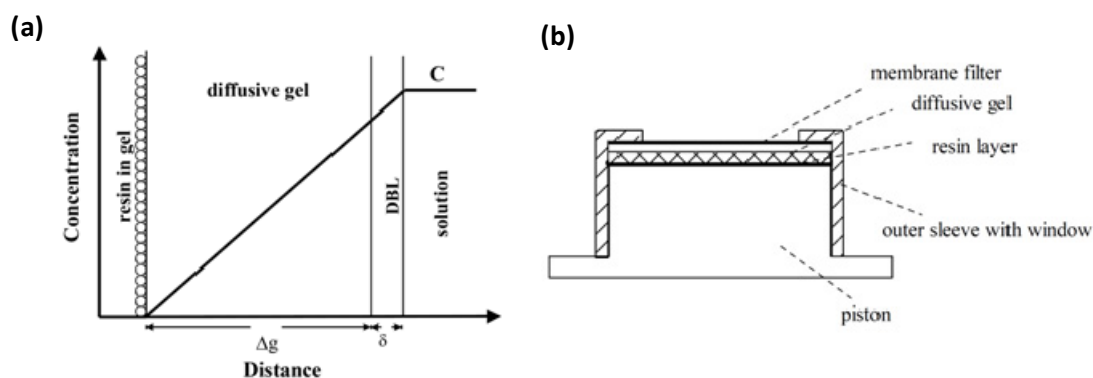 (a)
Concentration
resin in gel
diffusive gel
DBL
C
solution
Δg
δ
Distance
(b)
membrane filter
diffusive gel
resin layer
outer sleeve with window
piston